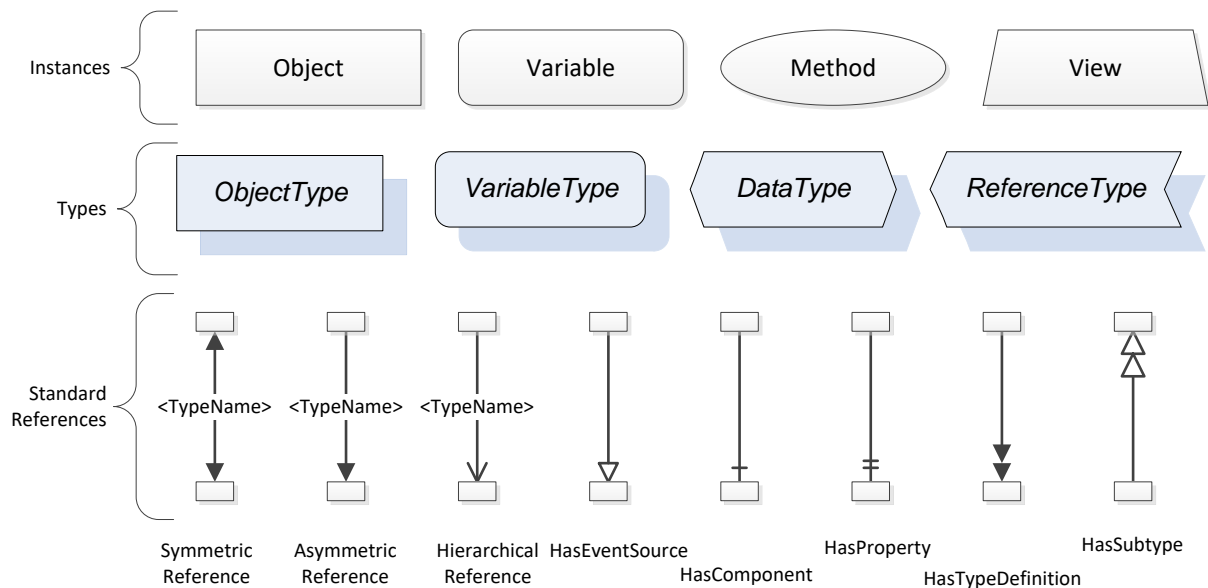 Instances
Object
Variable
Method
View
Types
ObjectType
VariableType
DataType
ReferenceType
Standard
References
<TypeName>
<TypeName>
<TypeName>
Symmetric
Reference
Asymmetric
Reference
Hierarchical
Reference
HasEventSource
HasComponent
HasProperty
HasTypeDefinition
HasSubtype